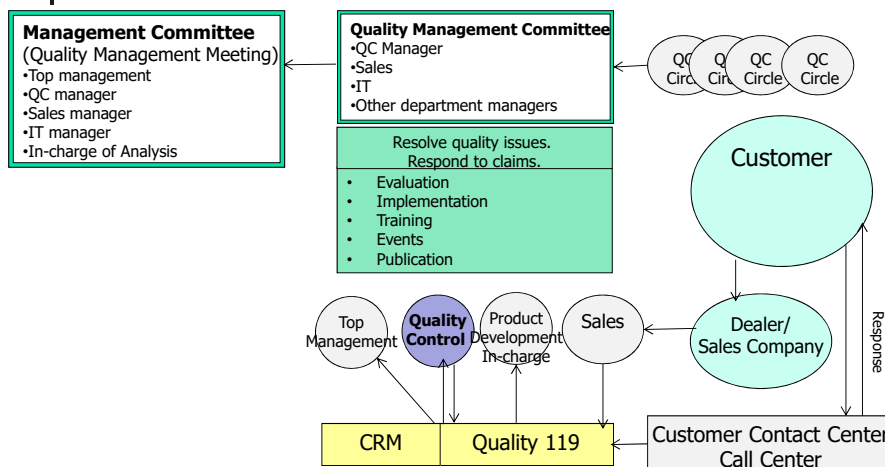 Management Committee
(Quality Management Meeting)
•Top management
•QC manager
•Sales manager
•IT manager
•In-charge of Analysis
Quality Management Committee
•QC Manager
•Sales
•IT
•Other department managers
QC
Circle
QC
Circle
QC
Circle
QC
Circle
Resolve quality issues.
Respond to claims.
• Evaluation
• Implementation
• Training
• Events
• Publication
Customer
Top
Management
Quality
Control
Product
Development
In-charge
Sales
Dealer/
Sales Company
Response
CRM
Quality 119
Customer Contact Center
Call Center